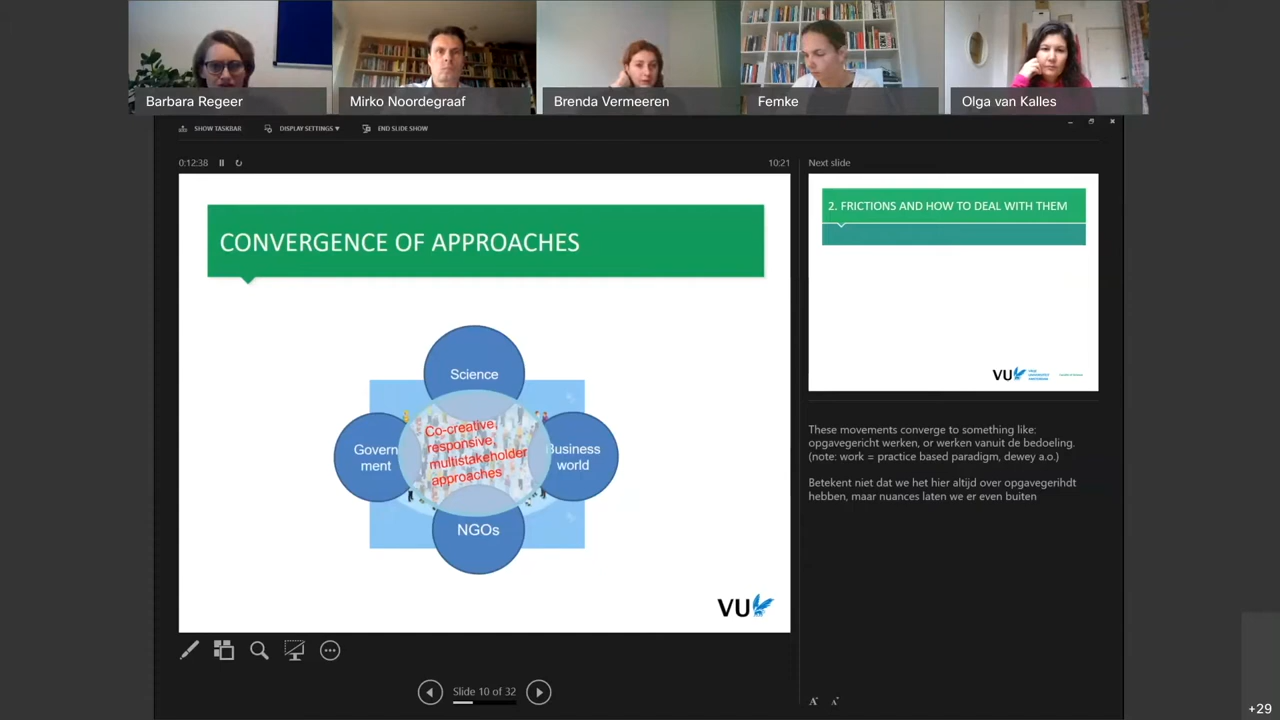 Barbara Regeer
Mirko Noordegraaf
Brenda Vermeeren
Femke
Olga van Kalles
SHOW TASKBAR
DISPLAY SETTINGS
END SLIDE SHOW
0:12:38
10:21
CONVERGENCE OF APPROACHES
Science
Govern
ment
Co-creative,
responsive,
multistakeholder
approaches
Business
world
NGOs
VU
Slide 10 of 32
Next slide
2. FRICTIONS AND HOW TO DEAL WITH THEM
VU
These movements converge to something like:
opgavegericht werken, or werken vanuit de bedoeling.
(note: work = practice based paradigm, dewey a.o.)
Betekent niet dat we het hier altijd over opgavegerihdt
hebben, maar nuances laten we er even buiten
A
A
+29